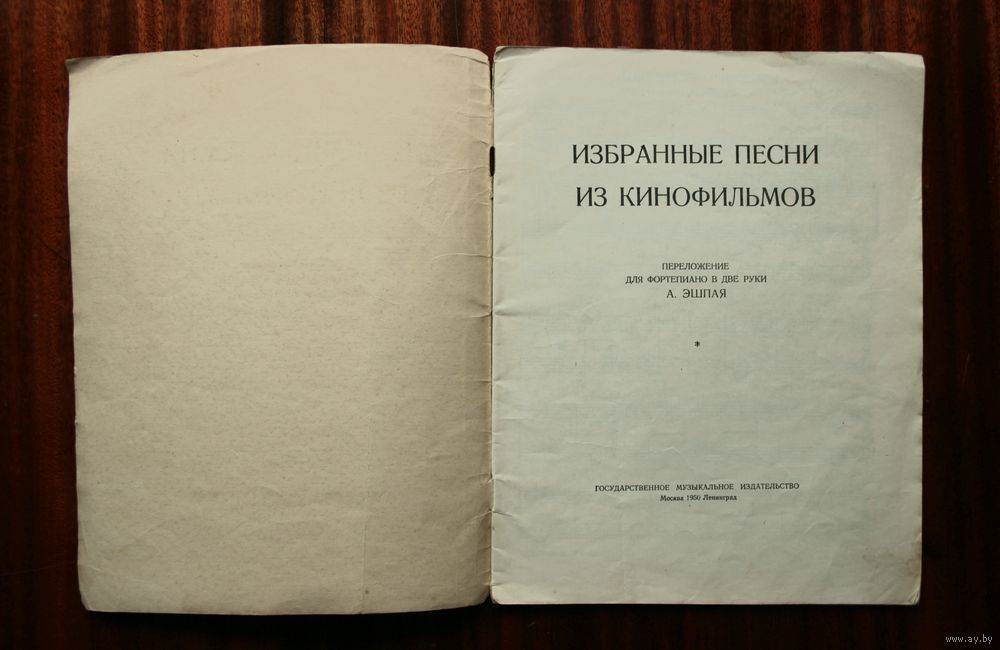 ИЗБРАННЫЕ ПЕСНИ
ИЗ КИНОФИЛЬМОВ
ПЕРЕЛОЖЕНИЕ
ДЛЯ ФОРТЕПИАНО В ДВЕ РУКИ
А. ЭШПАЯ
*
ГОСУДАРСТВЕННОЕ МУЗЫКАЛЬНОЕ ИЗДАТЕЛЬСТВО
Москва 1950 Ленинград
www.ay.by